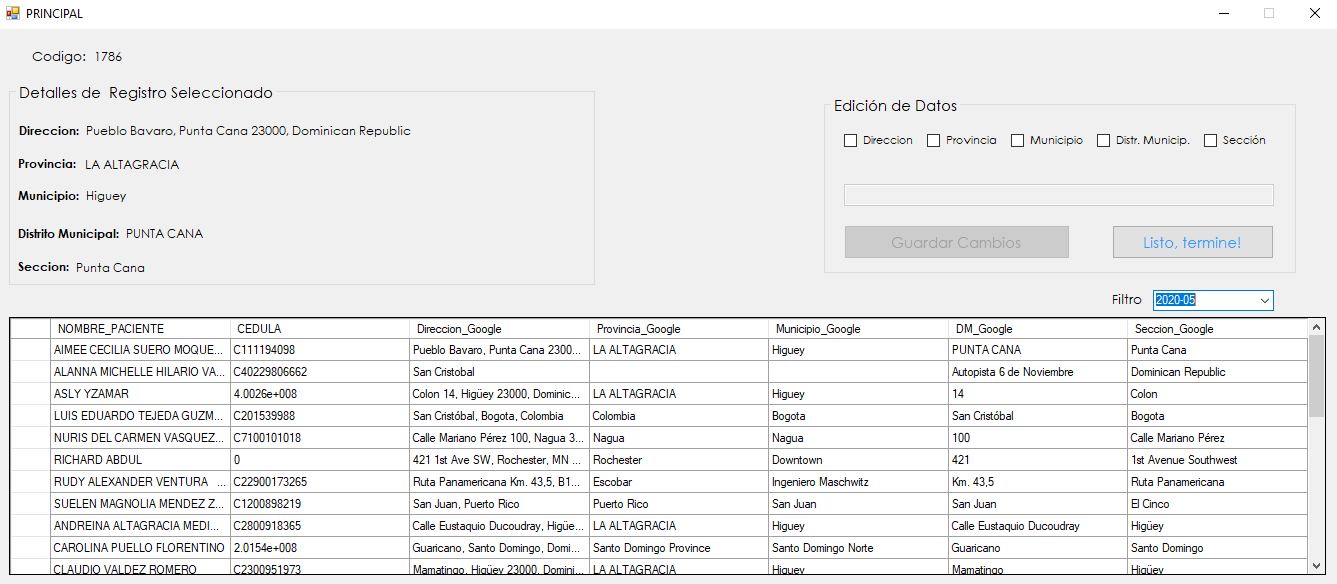 PRINCIPAL
Codigo: 1786
Detalles de Registro Seleccionado
Direccion: Pueblo Bavaro, Punta Cana 23000, Dominican Republic
Provincia: LA ALTAGRACIA
Municipio: Higuey
Distrito Municipal: PUNTA CANA
Seccion: Punta Cana
Edición de Datos
Direccion Provincia Municipio Distr. Municip. Sección
Guardar Cambios Listo, termine!
Filtro 2020-05
NOMBRE_PACIENTE CEDULA Direccion_Google Provincia_Google Municipio_Google DM_Google Seccion_Google
AIMEE CECILIA SUERO MOQUE... C111194098 Pueblo Bavaro, Punta Cana 2300... LA ALTAGRACIA Higuey PUNTA CANA Punta Cana
ALANNA MICHELLE HILARIO VA... C40229806662 San Cristobal Autopista 6 de Noviembre Dominican Republic
ASLY YZAMAR 4.0026e+008 Colon 14, Higüey 23000, Dominic... LA ALTAGRACIA Higuey 14 Colon
LUIS EDUARDO TEJEDA GUZM... C201539988 San Cristóbal, Bogota, Colombia Colombia Bogota San Cristóbal Bogota
NURIS DEL CARMEN VASQUEZ... C7100101018 Calle Mariano Pérez 100, Nagua 3... Nagua Nagua 100 Calle Mariano Pérez
RICHARD ABDUL 0 421 1st Ave SW, Rochester, MN ... Rochester Downtown 421 1st Avenue Southwest
RUDY ALEXANDER VENTURA ... C22900173265 Ruta Panamericana Km. 43,5, B1... Escobar Ingeniero Maschwitz Km. 43,5 Ruta Panamericana
SUELEN MAGNOLIA MENDEZ Z... C1200898219 San Juan, Puerto Rico Puerto Rico San Juan San Juan El Cinco
ANDREINA ALTAGRACIA MEDI... C2800918365 Calle Eustaquio Ducoudray, Higüe... LA ALTAGRACIA Higuey Calle Eustaquio Ducoudray Higüey
CAROLINA PUELLO FLORENTINO 2.0154e+008 Guaricano, Santo Domingo, Domi... Santo Domingo Province Santo Domingo Norte Guaricano Santo Domingo
CLAUDIO VALDEZ ROMERO C2300951973 Mamatingo, Higüey 23000, Domini... LA ALTAGRACIA Higuey Mamatingo Higüey